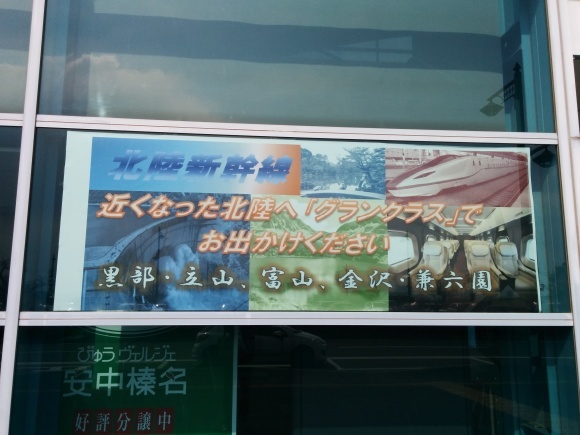 北陸新幹線
近くなった北陸へ「グランクラス」で
お出かけください
黒部・立山、富山、金沢・兼六園
びゅうヴェルジェ
安中榛名
好評分譲中